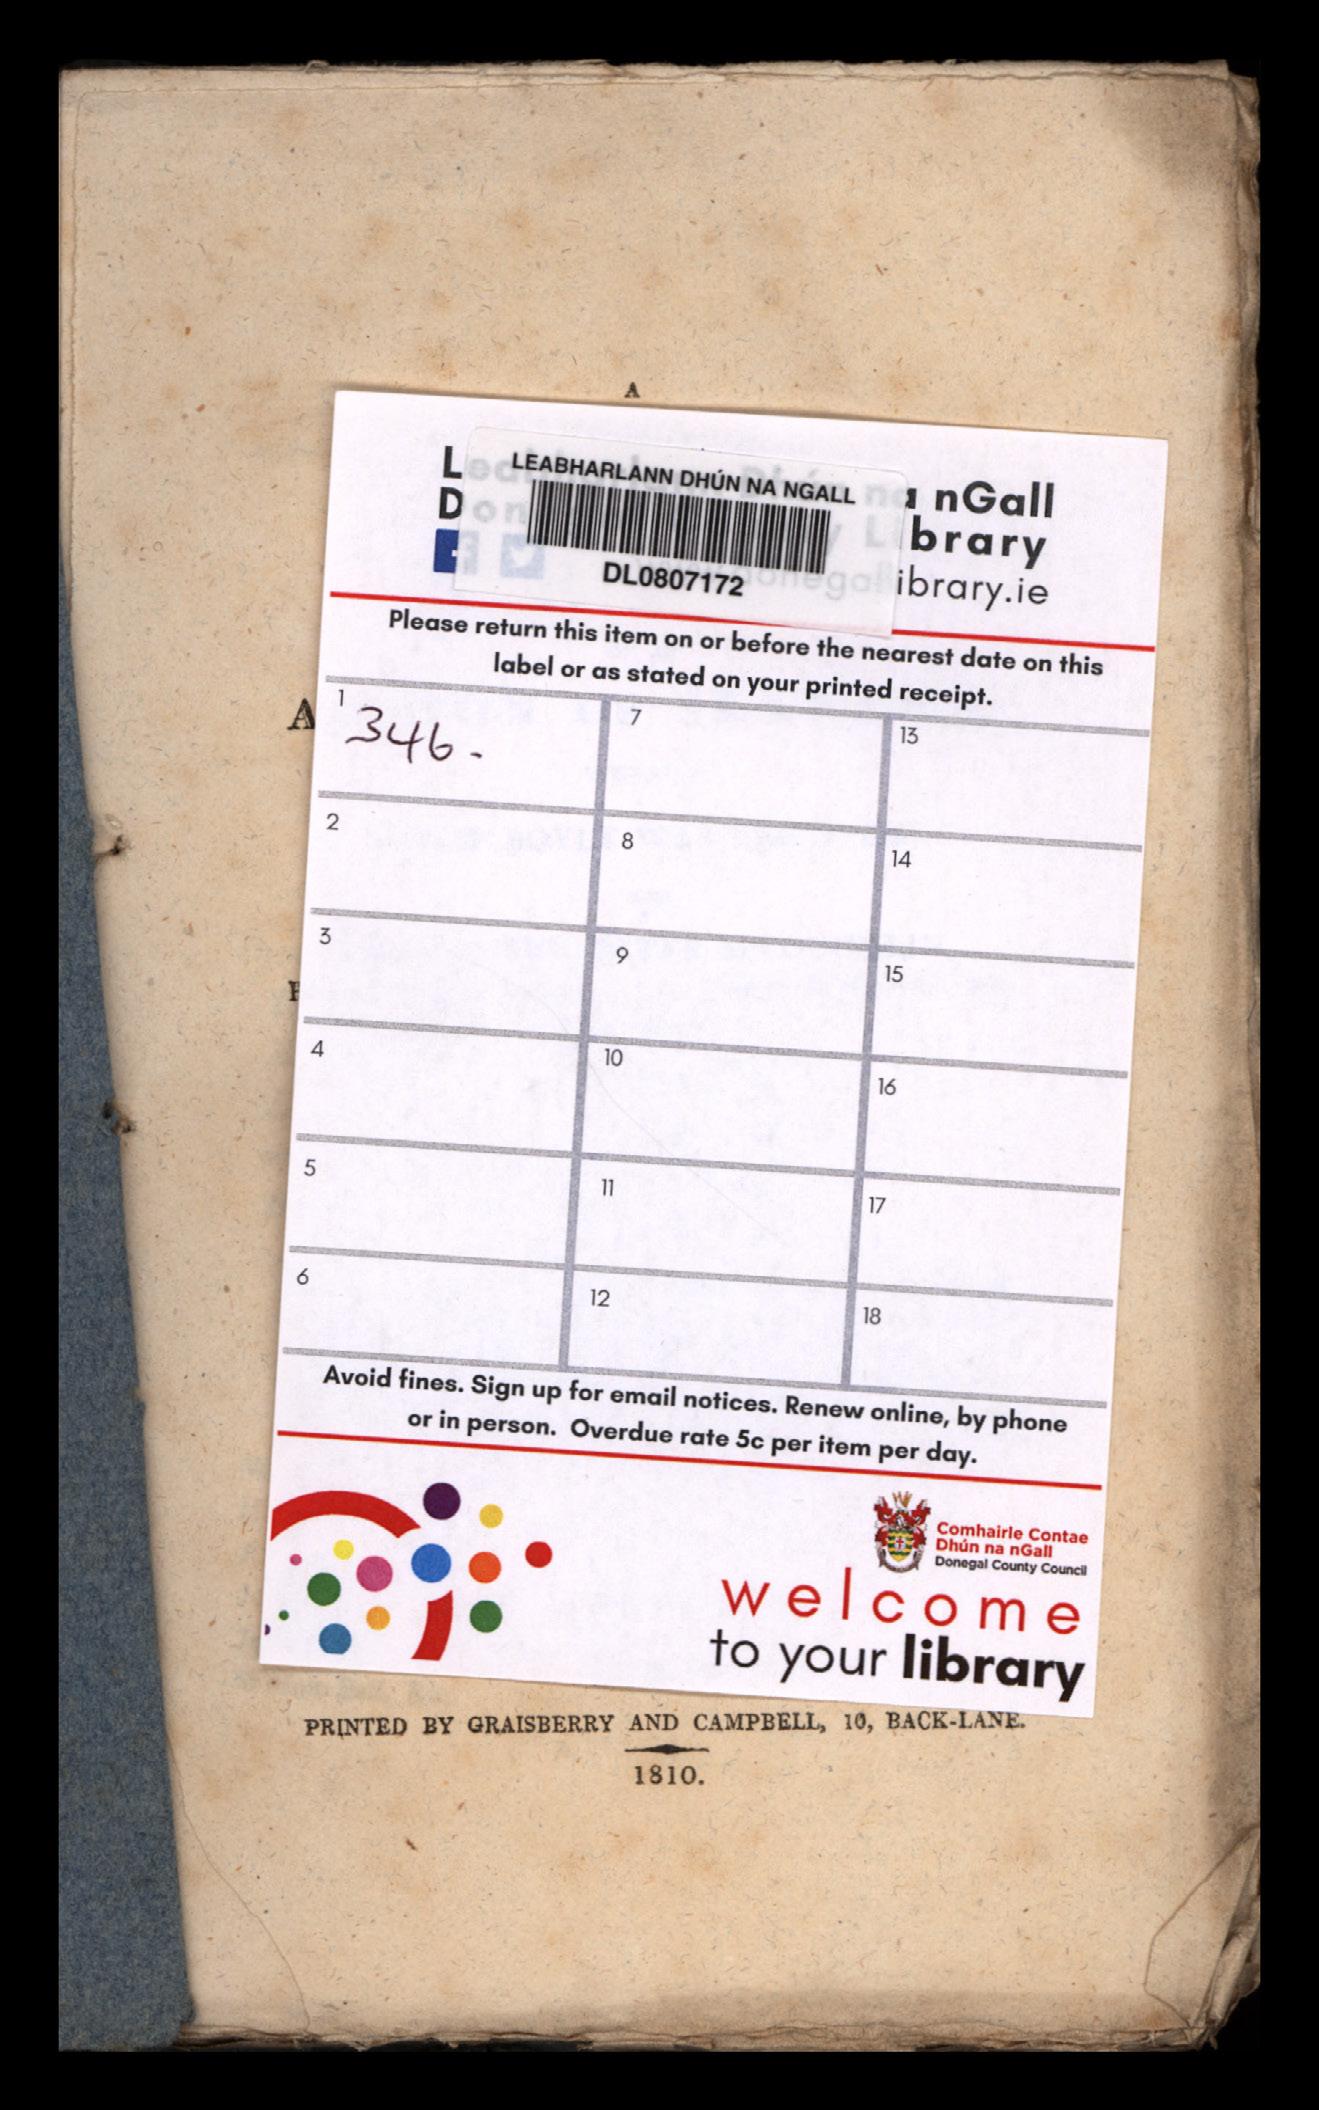 A
LEABHARLANN DHÚN NA NGALL
DL0807172
L na nGall
D brary
ibrary.ie
Please return this item on or before the nearest date on this
label or as stated on your printed receipt.
A
1 7 13
346.
2 8 14
3 9 15
4 10 16
5 11 17
6 12 18
Avoid fines. Sign up for email notices. Renew online, by phone
or in person. Overdue rate 5c per item per day.
Comhairle Contae
Dhún na nGall
Donegal County Council
welcome
to your library
PRINTED BY GRAISBERRY AND CAMPBELL, 10, BACK-LANE.
1810.